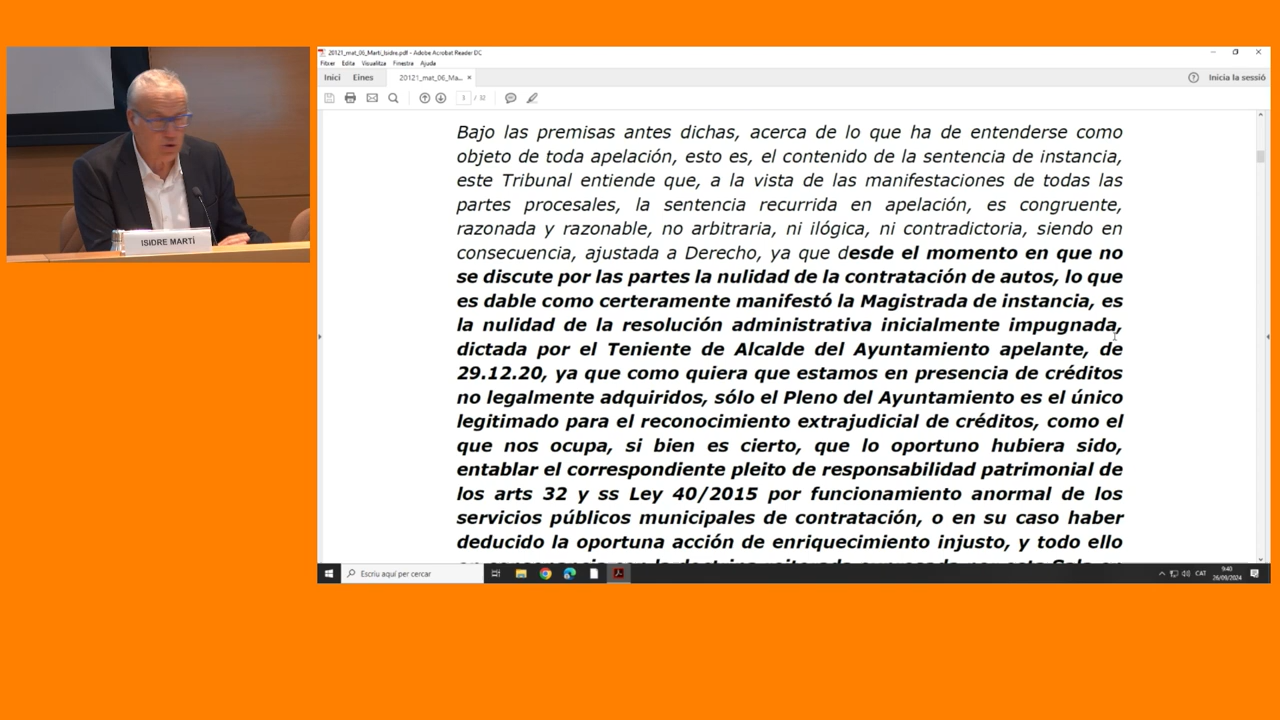 ISIDRE MARTÍ
20121_mat_06_Marti_Isidre.pdf - Adobe Acrobat Reader DC
Fitxer Edita Visualitza Finestra Ajuda
Inici Eines 20121_mat_06_Ma... × Inicia la sessió
3 / 32
Bajo las premisas antes dichas, acerca de lo que ha de entenderse como
objeto de toda apelación, esto es, el contenido de la sentencia de instancia,
este Tribunal entiende que, a la vista de las manifestaciones de todas las
partes procesales, la sentencia recurrida en apelación, es congruente,
razonada y razonable, no arbitraria, ni ilógica, ni contradictoria, siendo en
consecuencia, ajustada a Derecho, ya que desde el momento en que no
se discute por las partes la nulidad de la contratación de autos, lo que
es dable como certeramente manifestó la Magistrada de instancia, es
la nulidad de la resolución administrativa inicialmente impugnada,
dictada por el Teniente de Alcalde del Ayuntamiento apelante, de
29.12.20, ya que como quiera que estamos en presencia de créditos
no legalmente adquiridos, sólo el Pleno del Ayuntamiento es el único
legitimado para el reconocimiento extrajudicial de créditos, como el
que nos ocupa, si bien es cierto, que lo oportuno hubiera sido,
entablar el correspondiente pleito de responsabilidad patrimonial de
los arts 32 y ss Ley 40/2015 por funcionamiento anormal de los
servicios públicos municipales de contratación, o en su caso haber
deducido la oportuna acción de enriquecimiento injusto, y todo ello
Escriu aquí per cercar
CAT
9:40
26/09/2024